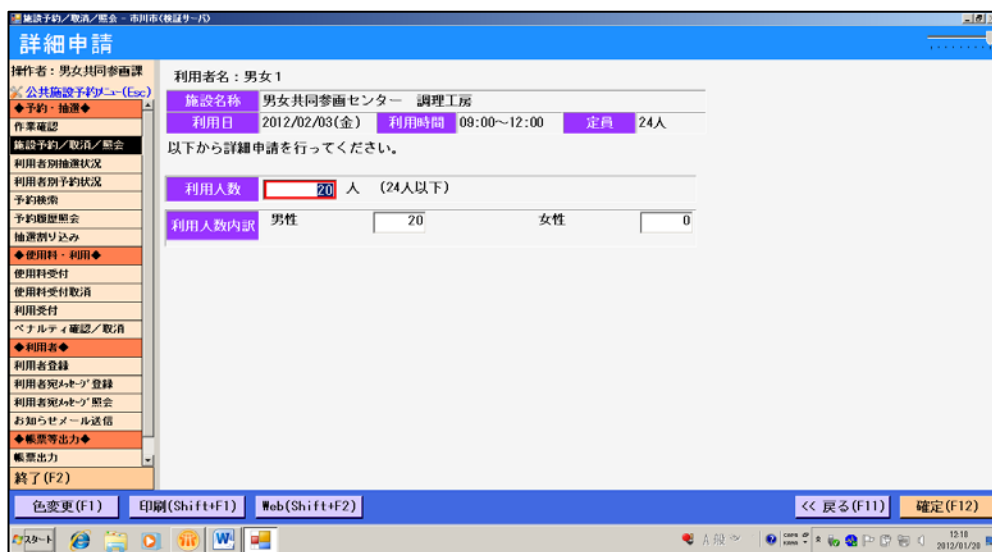 施設予約/取消/照会 - 市川市(検証サーバ)
詳細申請
操作者：男女共同参画課
公共施設予約メニュー(Esc)
◆予約・抽選◆
作業確認
施設予約/取消/照会
利用者別抽選状況
利用者別予約状況
予約検索
予約履歴照会
抽選割り込み
◆使用料・利用◆
使用料受付
使用料受付取消
利用受付
ペナルティ確認/取消
◆利用者◆
利用者登録
利用者宛メッセージ登録
利用者宛メッセージ照会
お知らせメール送信
◆帳票等出力◆
帳票出力
終了(F2)
利用者名：男女1
施設名称 男女共同参画センター 調理工房
利用日 2012/02/03(金) 利用時間 09:00～12:00 定員 24人
以下から詳細申請を行ってください。
利用人数 20 人 (24人以下)
利用人数内訳 男性 20 女性 0
色変更(F1) 印刷(Shift+F1) Web(Shift+F2) << 戻る(F11) 確定(F12)
スタート A 般 CAPS KANA 12:18
2012/01/20